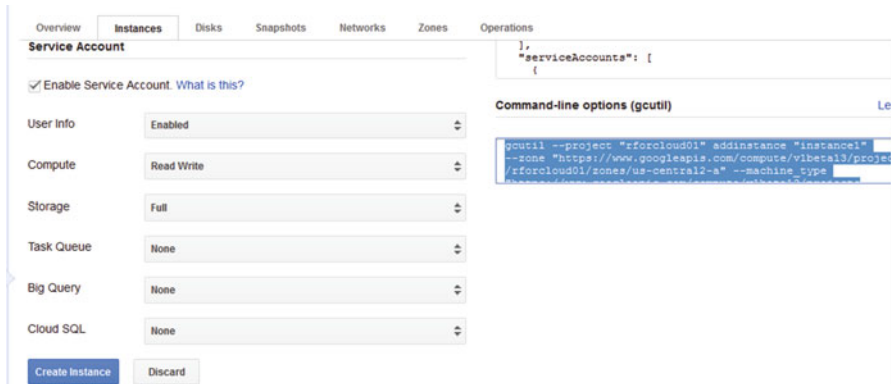 Overview Instances Disks Snapshots Networks Zones Operations
Service Account
Enable Service Account. What is this?
User Info Enabled
Compute Read Write
Storage Full
Task Queue None
Big Query None
Cloud SQL None
Create Instance Discard
],
"serviceAccounts": [
{
Command-line options (gcutil) Le
gcutil --project "rforcloud01" addinstance "instance1"
--zone "https://www.googleapis.com/compute/v1beta13/projec
/rforcloud01/zones/us-central2-a" --machine_type